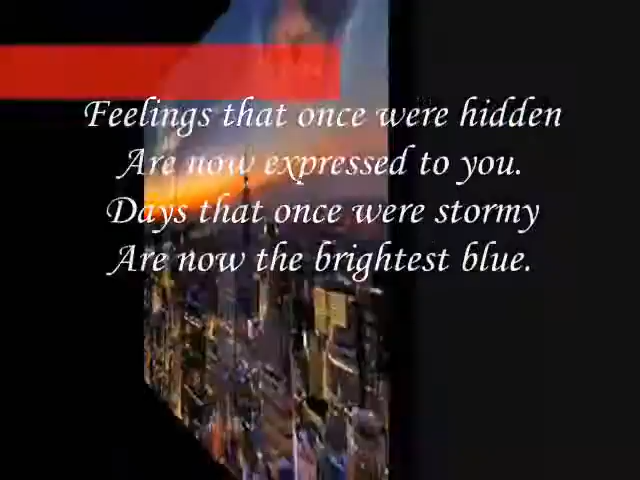 Feelings that once were hidden
Are now expressed to you.
Days that once were stormy
Are now the brightest blue.